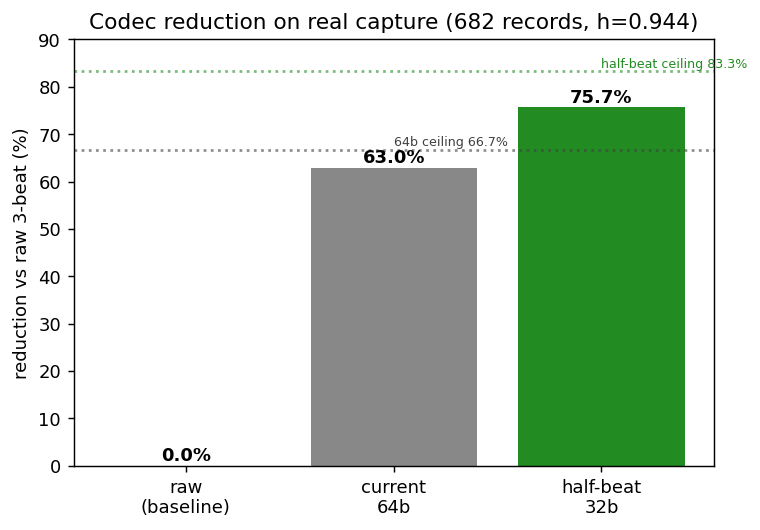 Codec reduction on real capture (682 records, h=0.944)
reduction vs raw 3-beat (%)
90
80
70
60
50
40
30
20
10
0
half-beat ceiling 83.3%
75.7%
64b ceiling 66.7%
63.0%
0.0%
raw
(baseline)
current
64b
half-beat
32b